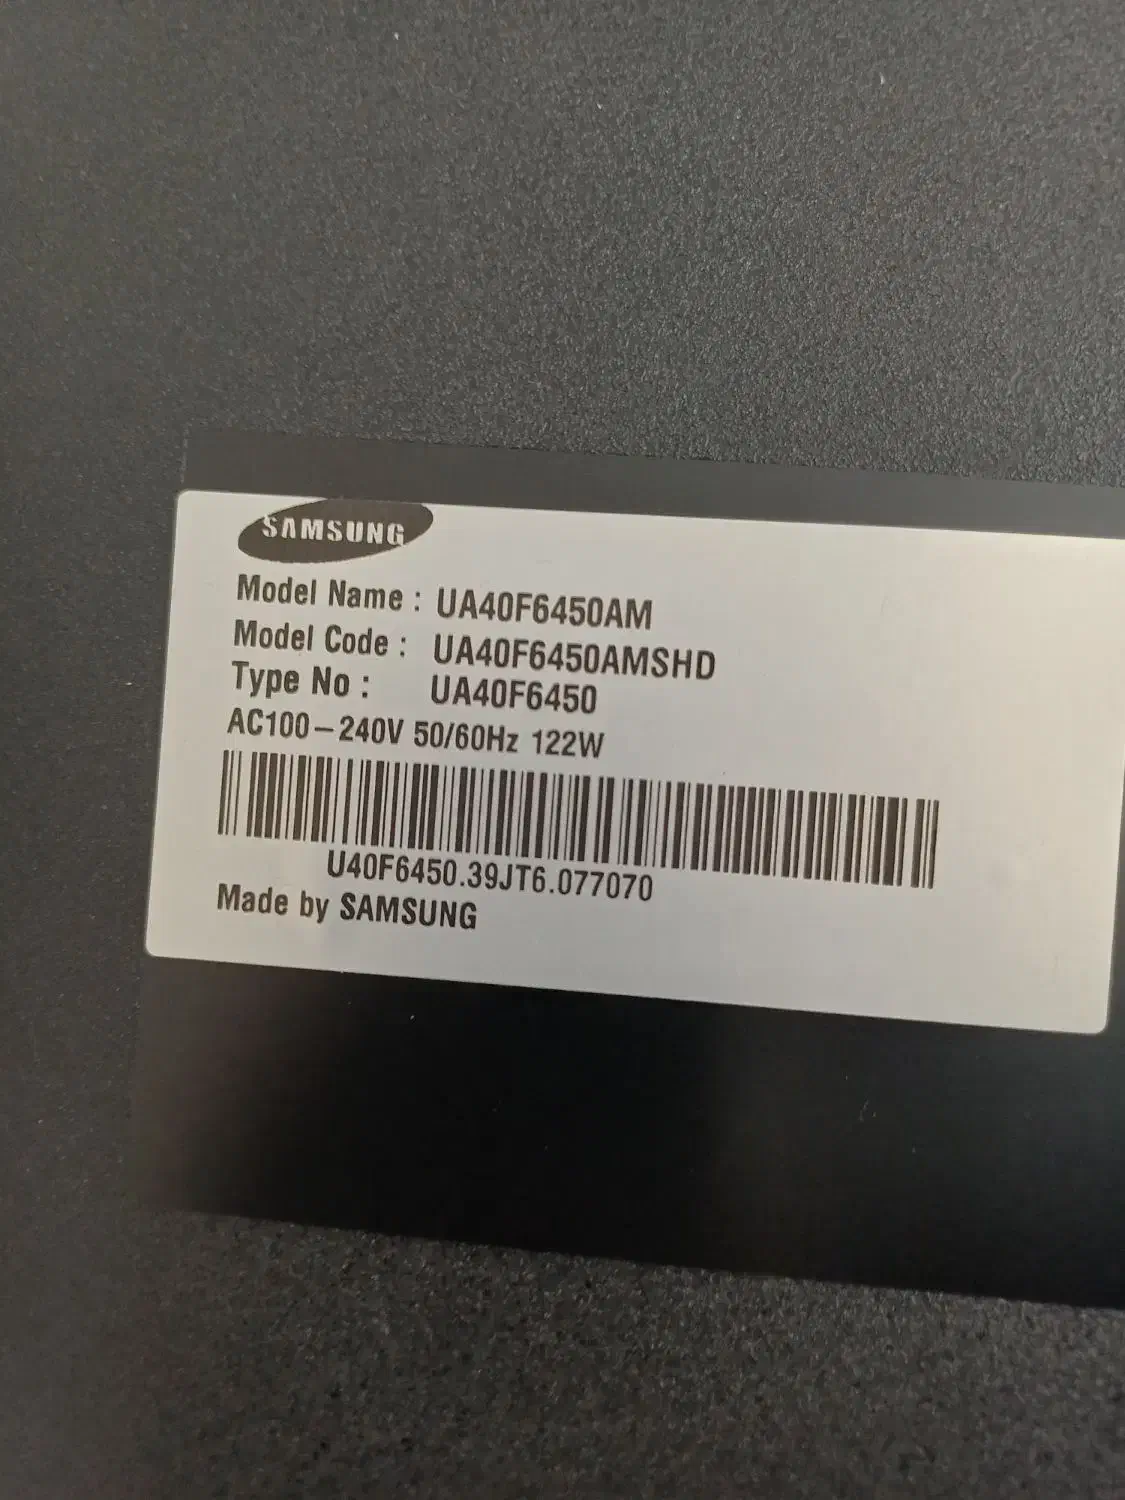 SAMSUNG
Model Name : UA40F6450AM
Model Code : UA40F6450AMSHD
Type No : UA40F6450
AC100-240V 50/60Hz 122W
U40F6450.39JT6.077070
Made by SAMSUNG